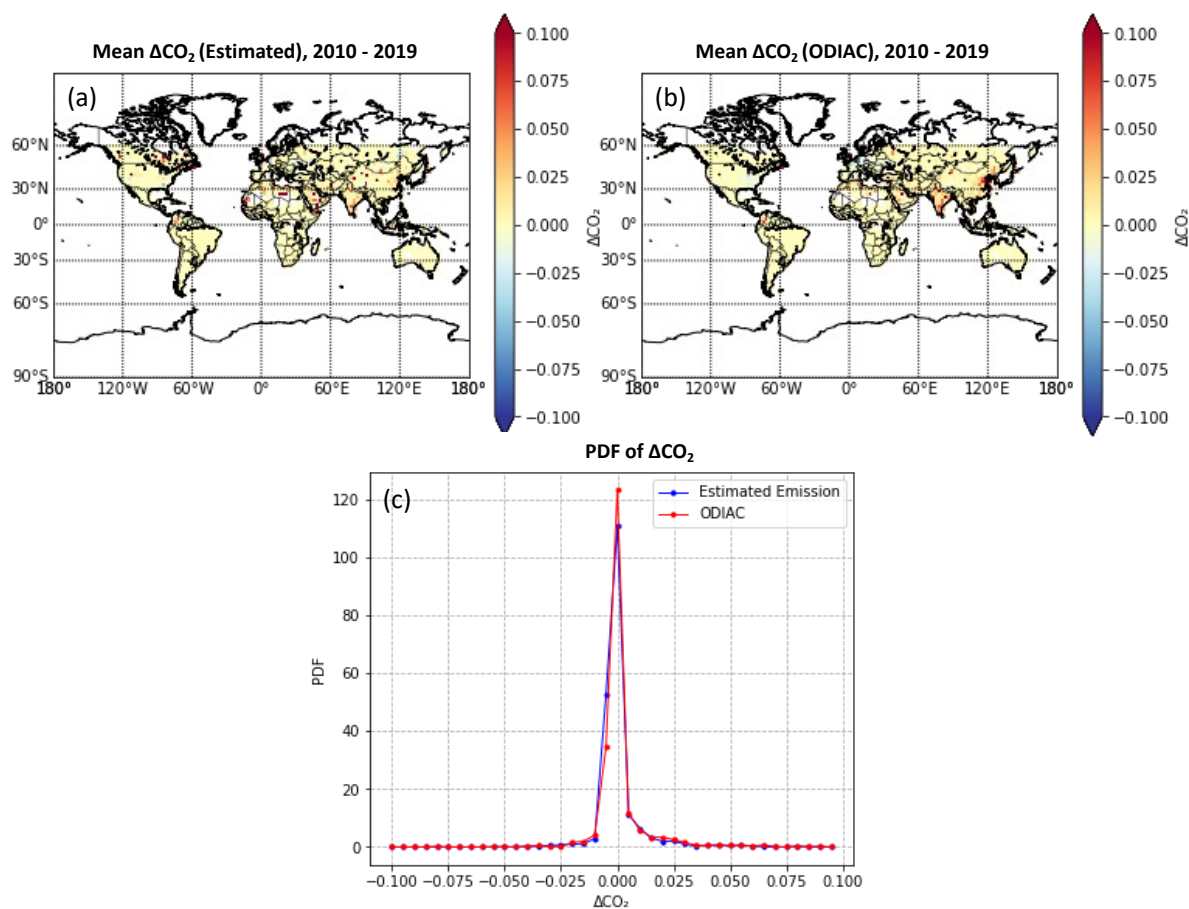 Mean ΔCO₂ (Estimated), 2010 - 2019
(a)
60°N
30°N
0°
30°S
60°S
90°S
180° 120°W 60°W 0° 60°E 120°E 180°
0.100
0.075
0.050
0.025
0.000
−0.025
−0.050
−0.075
−0.100
ΔCO₂
Mean ΔCO₂ (ODIAC), 2010 - 2019
(b)
60°N
30°N
0°
30°S
60°S
90°S
180° 120°W 60°W 0° 60°E 120°E 180°
0.100
0.075
0.050
0.025
0.000
−0.025
−0.050
−0.075
−0.100
ΔCO₂
PDF of ΔCO₂
(c)
Estimated Emission
ODIAC
120
100
80
60
40
20
0
PDF
−0.100 −0.075 −0.050 −0.025 0.000 0.025 0.050 0.075 0.100
ΔCO₂